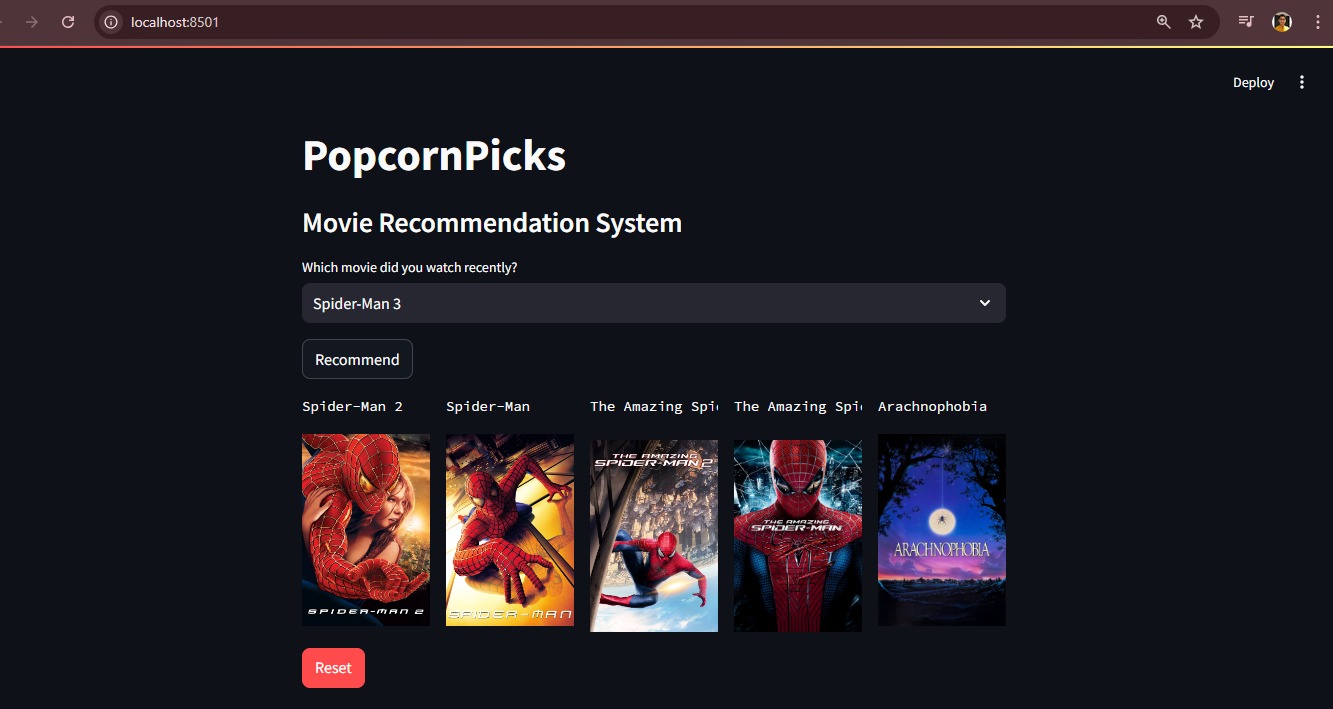 localhost:8501
Deploy
PopcornPicks
Movie Recommendation System
Which movie did you watch recently?
Spider-Man 3
Recommend
Spider-Man 2
Spider-Man
The Amazing Spi
The Amazing Spi
Arachnophobia
SPIDER-MAN 2
SPIDER-MAN
THE AMAZING
SPIDER-MAN 2
THE AMAZING
SPIDER-MAN
ARACHNOPHOBIA
Reset